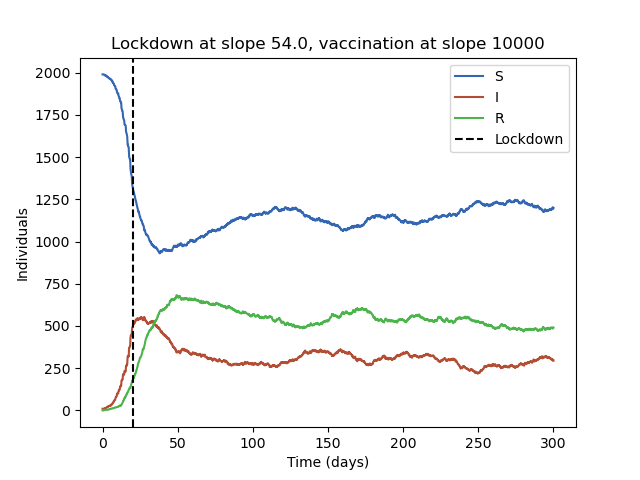 Lockdown at slope 54.0, vaccination at slope 10000
2000
1750
1500
1250
1000
750
500
250
0
Individuals
S
I
R
Lockdown
0 50 100 150 200 250 300
Time (days)